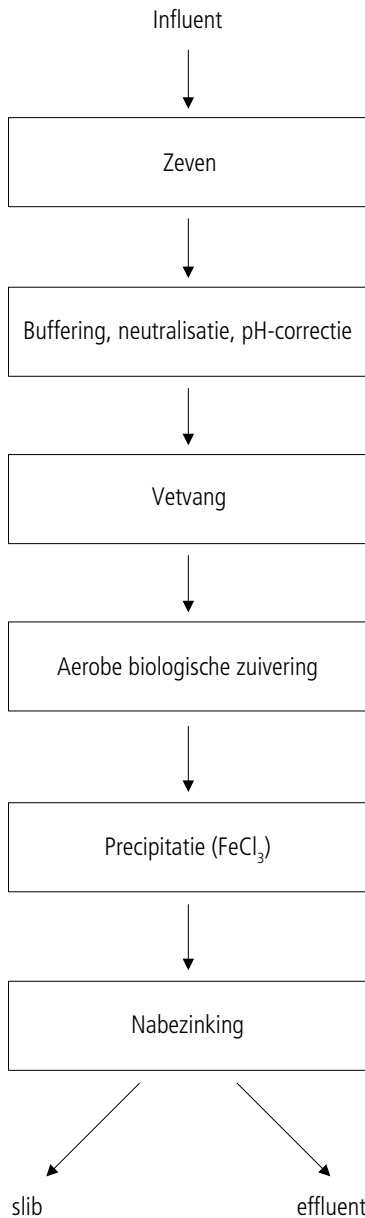 Influent
Zeven
Buffering, neutralisatie, pH-correctie
Vetvang
Aerobe biologische zuivering
Precipitatie (FeCl₃)
Nabezinking
slib effluent